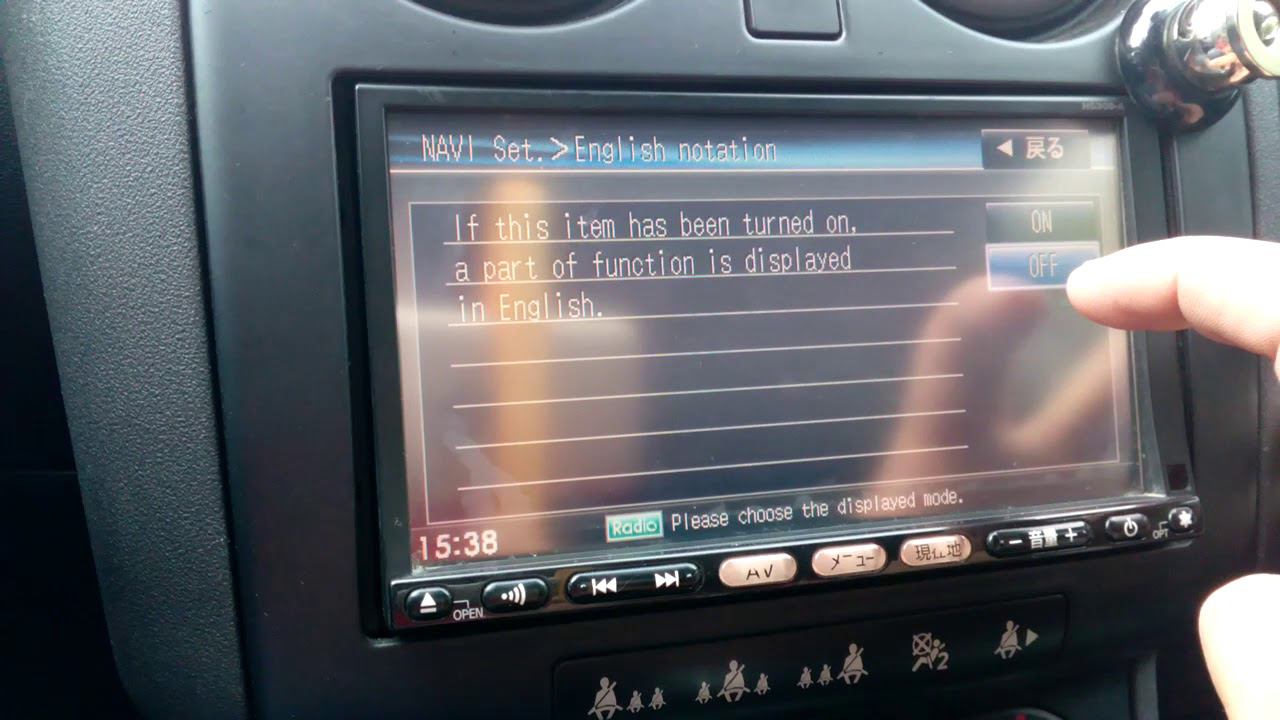 NAVI Set.>English notation
◀ 戻る
If this item has been turned on,
a part of function is displayed
in English.
ON
OFF
Radio Please choose the displayed mode.
15:38
OPEN
AV
メニュー
現在地
− 音量 +
OPT
2